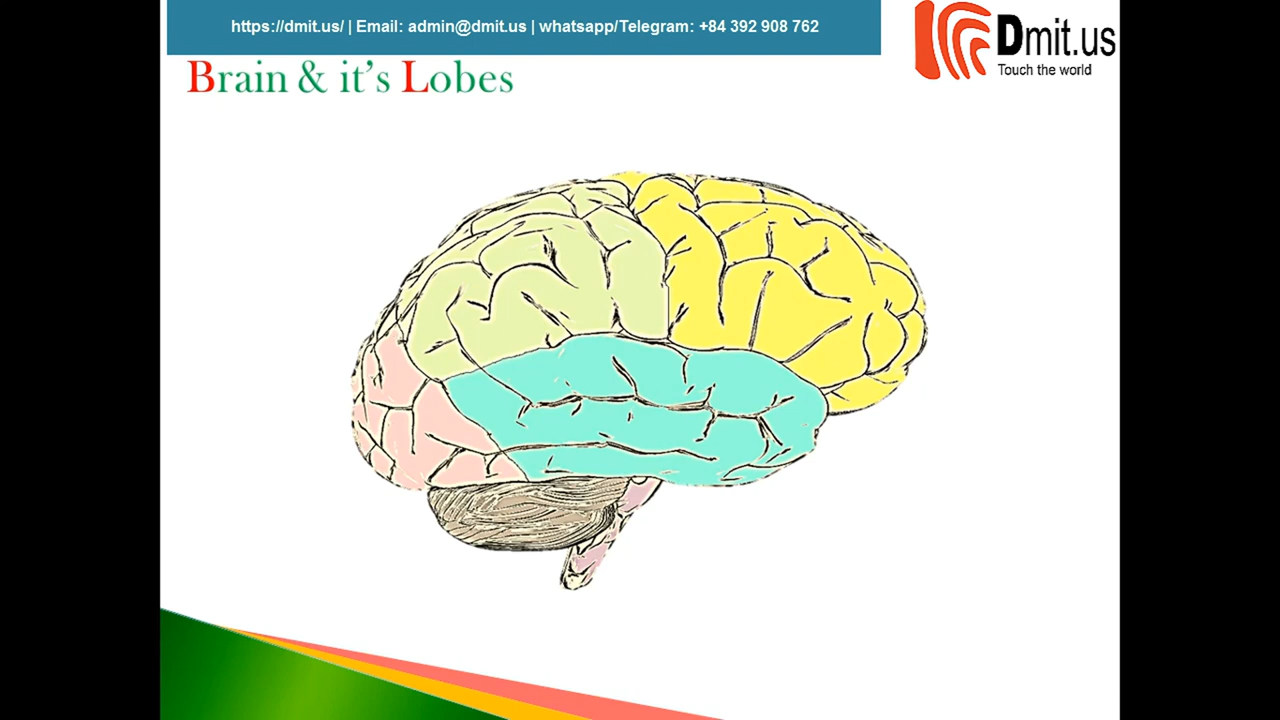 https://dmit.us/ | Email: admin@dmit.us | whatsapp/Telegram: +84 392 908 762
Dmit.us
Touch the world
Brain & it’s Lobes